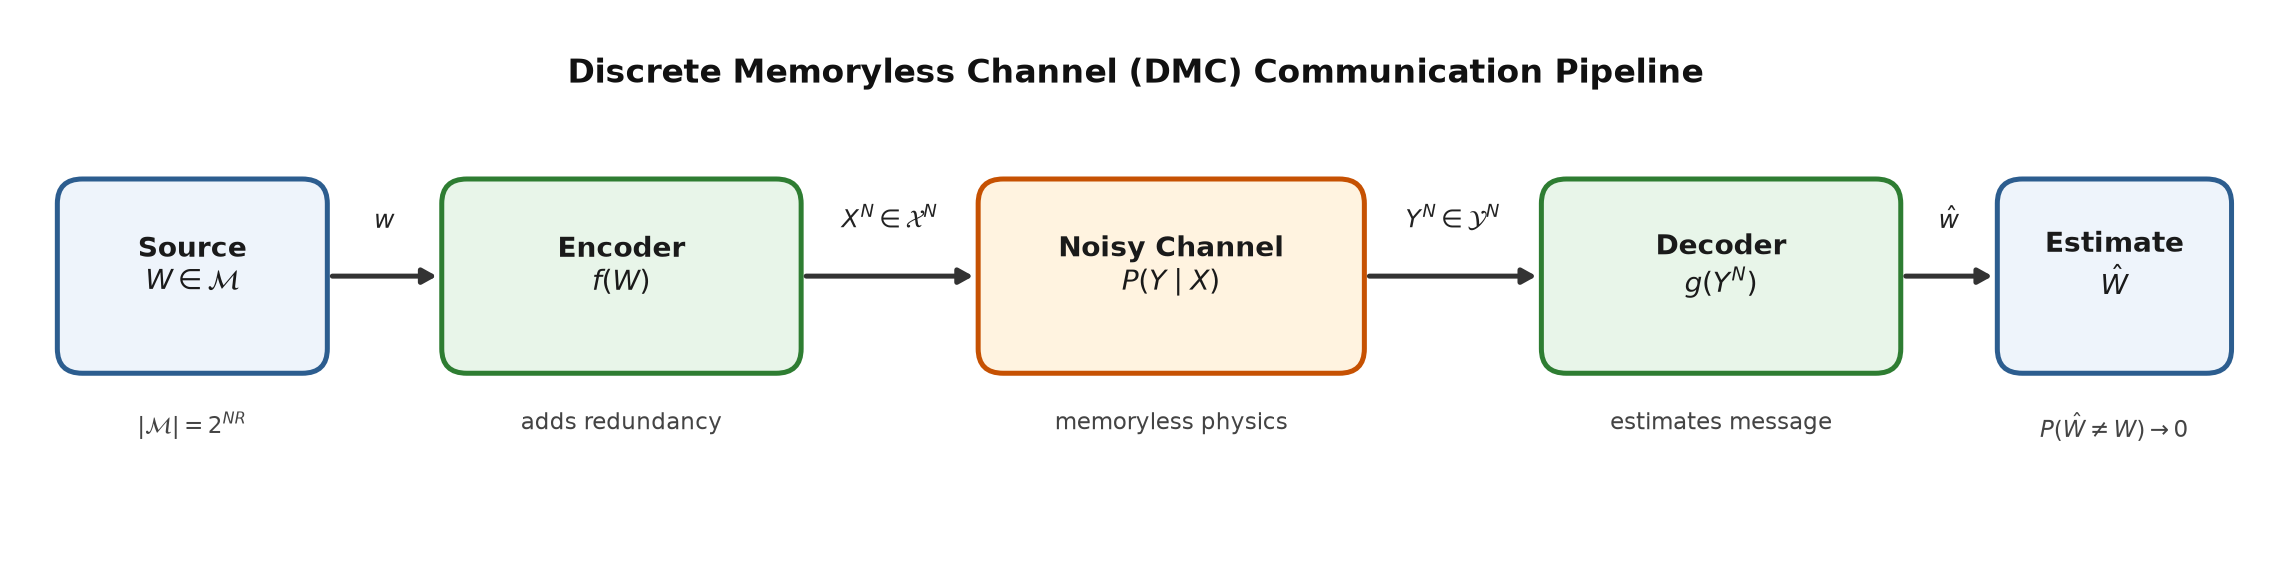 Discrete Memoryless Channel (DMC) Communication Pipeline
Source
W ∈ ℳ
|ℳ| = 2^{NR}
w
Encoder
f(W)
adds redundancy
X^N ∈ 𝒳^N
Noisy Channel
P(Y | X)
memoryless physics
Y^N ∈ 𝒴^N
Decoder
g(Y^N)
estimates message
ŵ
Estimate
Ŵ
P(Ŵ ≠ W) → 0